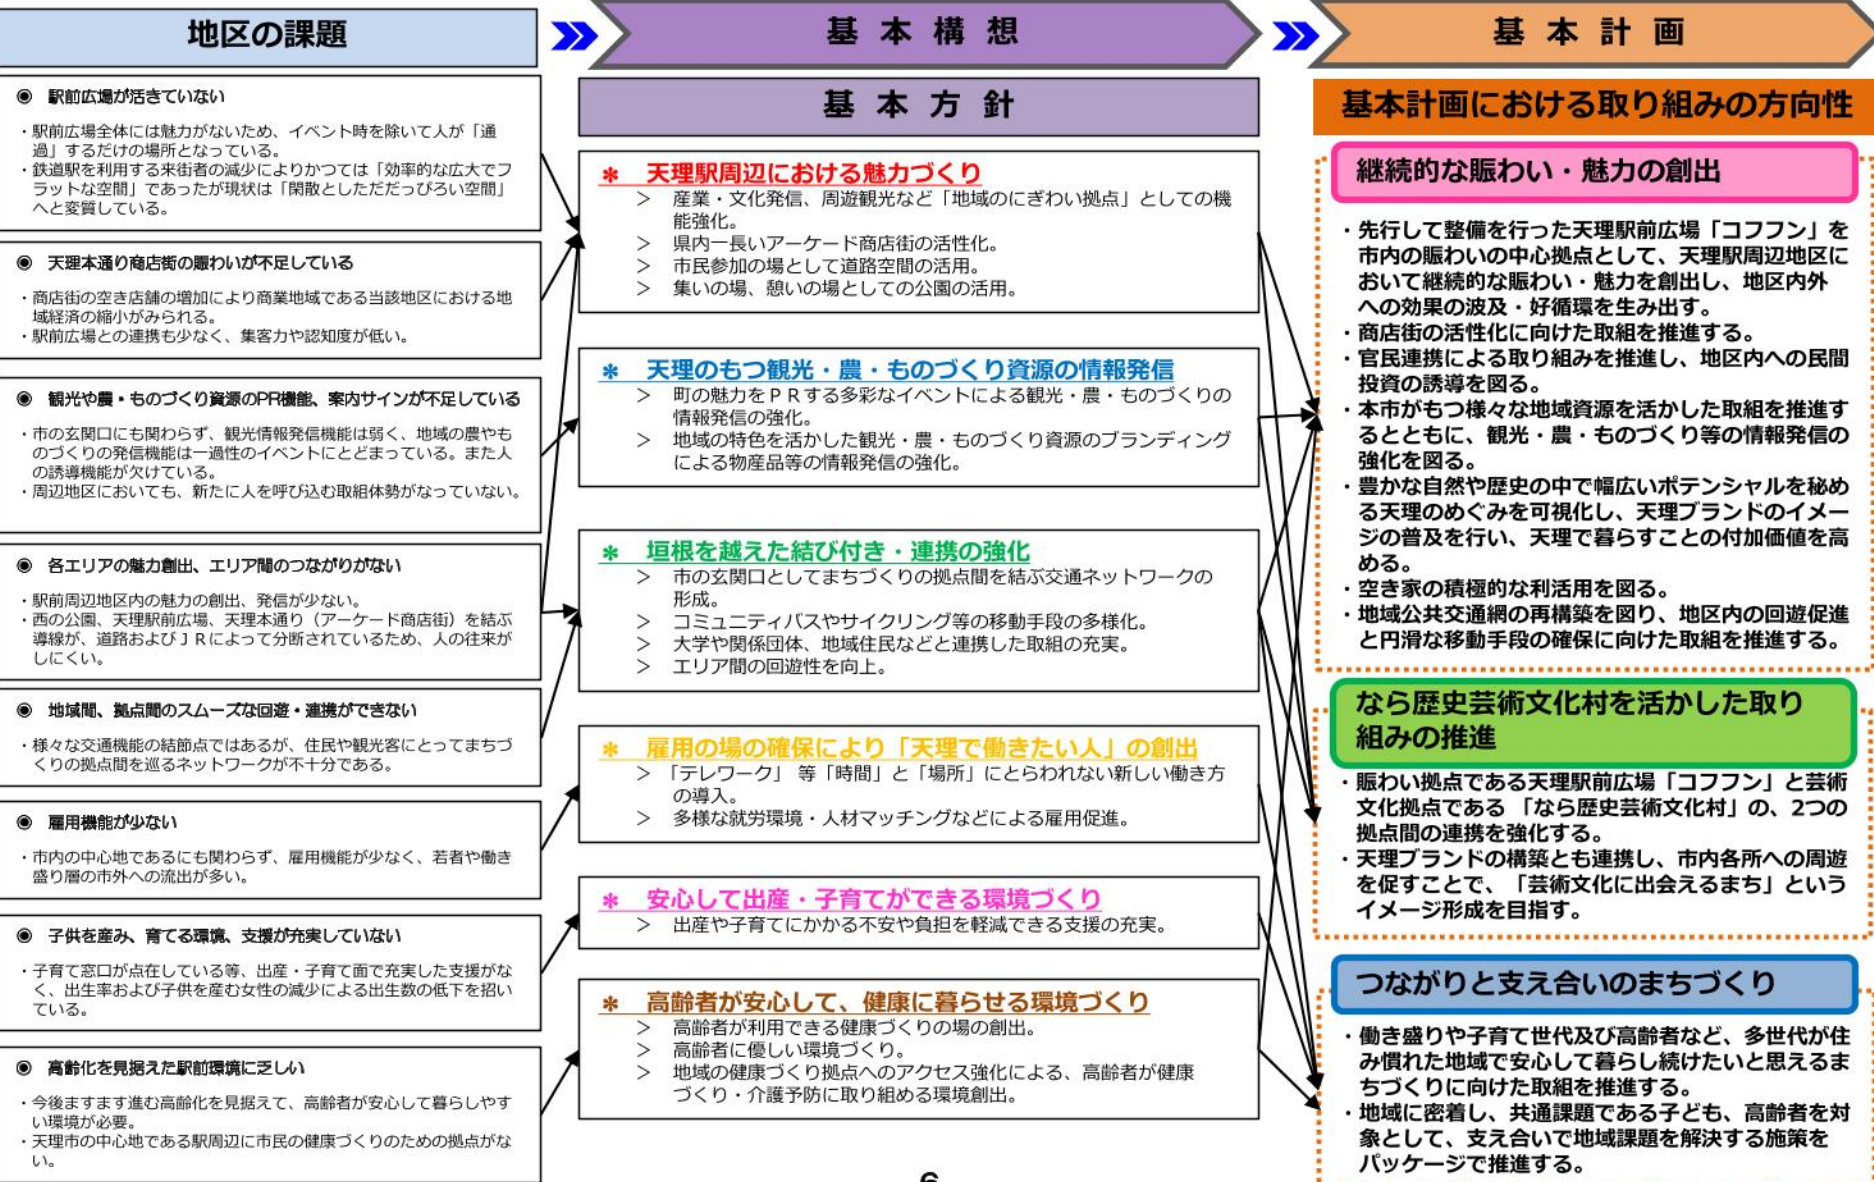 地区の課題
基本構想
基本計画
◉ 駅前広場が活きていない
・駅前広場全体には魅力がないため、イベント時を除いて人が「通
過」するだけの場所となっている。
・鉄道駅を利用する来街者の減少によりかつては「効率的な広大でフ
ラットな空間」であったが現状は「閑散としただだっぴろい空間」
へと変質している。
◉ 天理本通り商店街の賑わいが不足している
・商店街の空き店舗の増加により商業地域である当該地区における地
域経済の縮小がみられる。
・駅前広場との連携も少なく、集客力や認知度が低い。
◉ 観光や農・ものづくり資源のPR機能、案内サインが不足している
・市の玄関口にも関わらず、観光情報発信機能は弱く、地域の農やも
のづくりの発信機能は一過性のイベントにとどまっている。また人
の誘導機能が欠けている。
・周辺地区においても、新たに人を呼び込む取組体勢がなっていない。
◉ 各エリアの魅力創出、エリア間のつながりがない
・駅前周辺地区内の魅力の創出、発信が少ない。
・西の公園、天理駅前広場、天理本通り（アーケード商店街）を結ぶ
導線が、道路およびＪＲによって分断されているため、人の往来が
しにくい。
◉ 地域間、拠点間のスムーズな回遊・連携ができない
・様々な交通機能の結節点ではあるが、住民や観光客にとってまちづ
くりの拠点間を巡るネットワークが不十分である。
◉ 雇用機能が少ない
・市内の中心地であるにも関わらず、雇用機能が少なく、若者や働き
盛り層の市外への流出が多い。
◉ 子供を産み、育てる環境、支援が充実していない
・子育て窓口が点在している等、出産・子育て面で充実した支援がな
く、出生率および子供を産む女性の減少による出生数の低下を招い
ている。
◉ 高齢化を見据えた駅前環境に乏しい
・今後ますます進む高齢化を見据えて、高齢者が安心して暮らしやす
い環境が必要。
・天理市の中心地である駅周辺に市民の健康づくりのための拠点がな
い。
基本方針
＊ 天理駅周辺における魅力づくり
＞ 産業・文化発信、周遊観光など「地域のにぎわい拠点」としての機
能強化。
＞ 県内一長いアーケード商店街の活性化。
＞ 市民参加の場として道路空間の活用。
＞ 集いの場、憩いの場としての公園の活用。
＊ 天理のもつ観光・農・ものづくり資源の情報発信
＞ 町の魅力をＰＲする多彩なイベントによる観光・農・ものづくりの
情報発信の強化。
＞ 地域の特色を活かした観光・農・ものづくり資源のブランディング
による物産品等の情報発信の強化。
＊ 垣根を越えた結び付き・連携の強化
＞ 市の玄関口としてまちづくりの拠点間を結ぶ交通ネットワークの
形成。
＞ コミュニティバスやサイクリング等の移動手段の多様化。
＞ 大学や関係団体、地域住民などと連携した取組の充実。
＞ エリア間の回遊性を向上。
＊ 雇用の場の確保により「天理で働きたい人」の創出
＞ 「テレワーク」 等「時間」と「場所」にとらわれない新しい働き方
の導入。
＞ 多様な就労環境・人材マッチングなどによる雇用促進。
＊ 安心して出産・子育てができる環境づくり
＞ 出産や子育てにかかる不安や負担を軽減できる支援の充実。
＊ 高齢者が安心して、健康に暮らせる環境づくり
＞ 高齢者が利用できる健康づくりの場の創出。
＞ 高齢者に優しい環境づくり。
＞ 地域の健康づくり拠点へのアクセス強化による、高齢者が健康
づくり・介護予防に取り組める環境創出。
基本計画における取り組みの方向性
継続的な賑わい・魅力の創出
・先行して整備を行った天理駅前広場「コフフン」を
市内の賑わいの中心拠点として、天理駅周辺地区に
おいて継続的な賑わい・魅力を創出し、地区内外
への効果の波及・好循環を生み出す。
・商店街の活性化に向けた取組を推進する。
・官民連携による取り組みを推進し、地区内への民間
投資の誘導を図る。
・本市がもつ様々な地域資源を活かした取組を推進す
るとともに、観光・農・ものづくり等の情報発信の
強化を図る。
・豊かな自然や歴史の中で幅広いポテンシャルを秘め
る天理のめぐみを可視化し、天理ブランドのイメー
ジの普及を行い、天理で暮らすことの付加価値を高
める。
・空き家の積極的な利活用を図る。
・地域公共交通網の再構築を図り、地区内の回遊促進
と円滑な移動手段の確保に向けた取組を推進する。
なら歴史芸術文化村を活かした取り
組みの推進
・賑わい拠点である天理駅前広場「コフフン」と芸術
文化拠点である 「なら歴史芸術文化村」の、2つの
拠点間の連携を強化する。
・天理ブランドの構築とも連携し、市内各所への周遊
を促すことで、「芸術文化に出会えるまち」という
イメージ形成を目指す。
つながりと支え合いのまちづくり
・働き盛りや子育て世代及び高齢者など、多世代が住
み慣れた地域で安心して暮らし続けたいと思えるま
ちづくりに向けた取組を推進する。
・地域に密着し、共通課題である子ども、高齢者を対
象として、支え合いで地域課題を解決する施策を
パッケージで推進する。